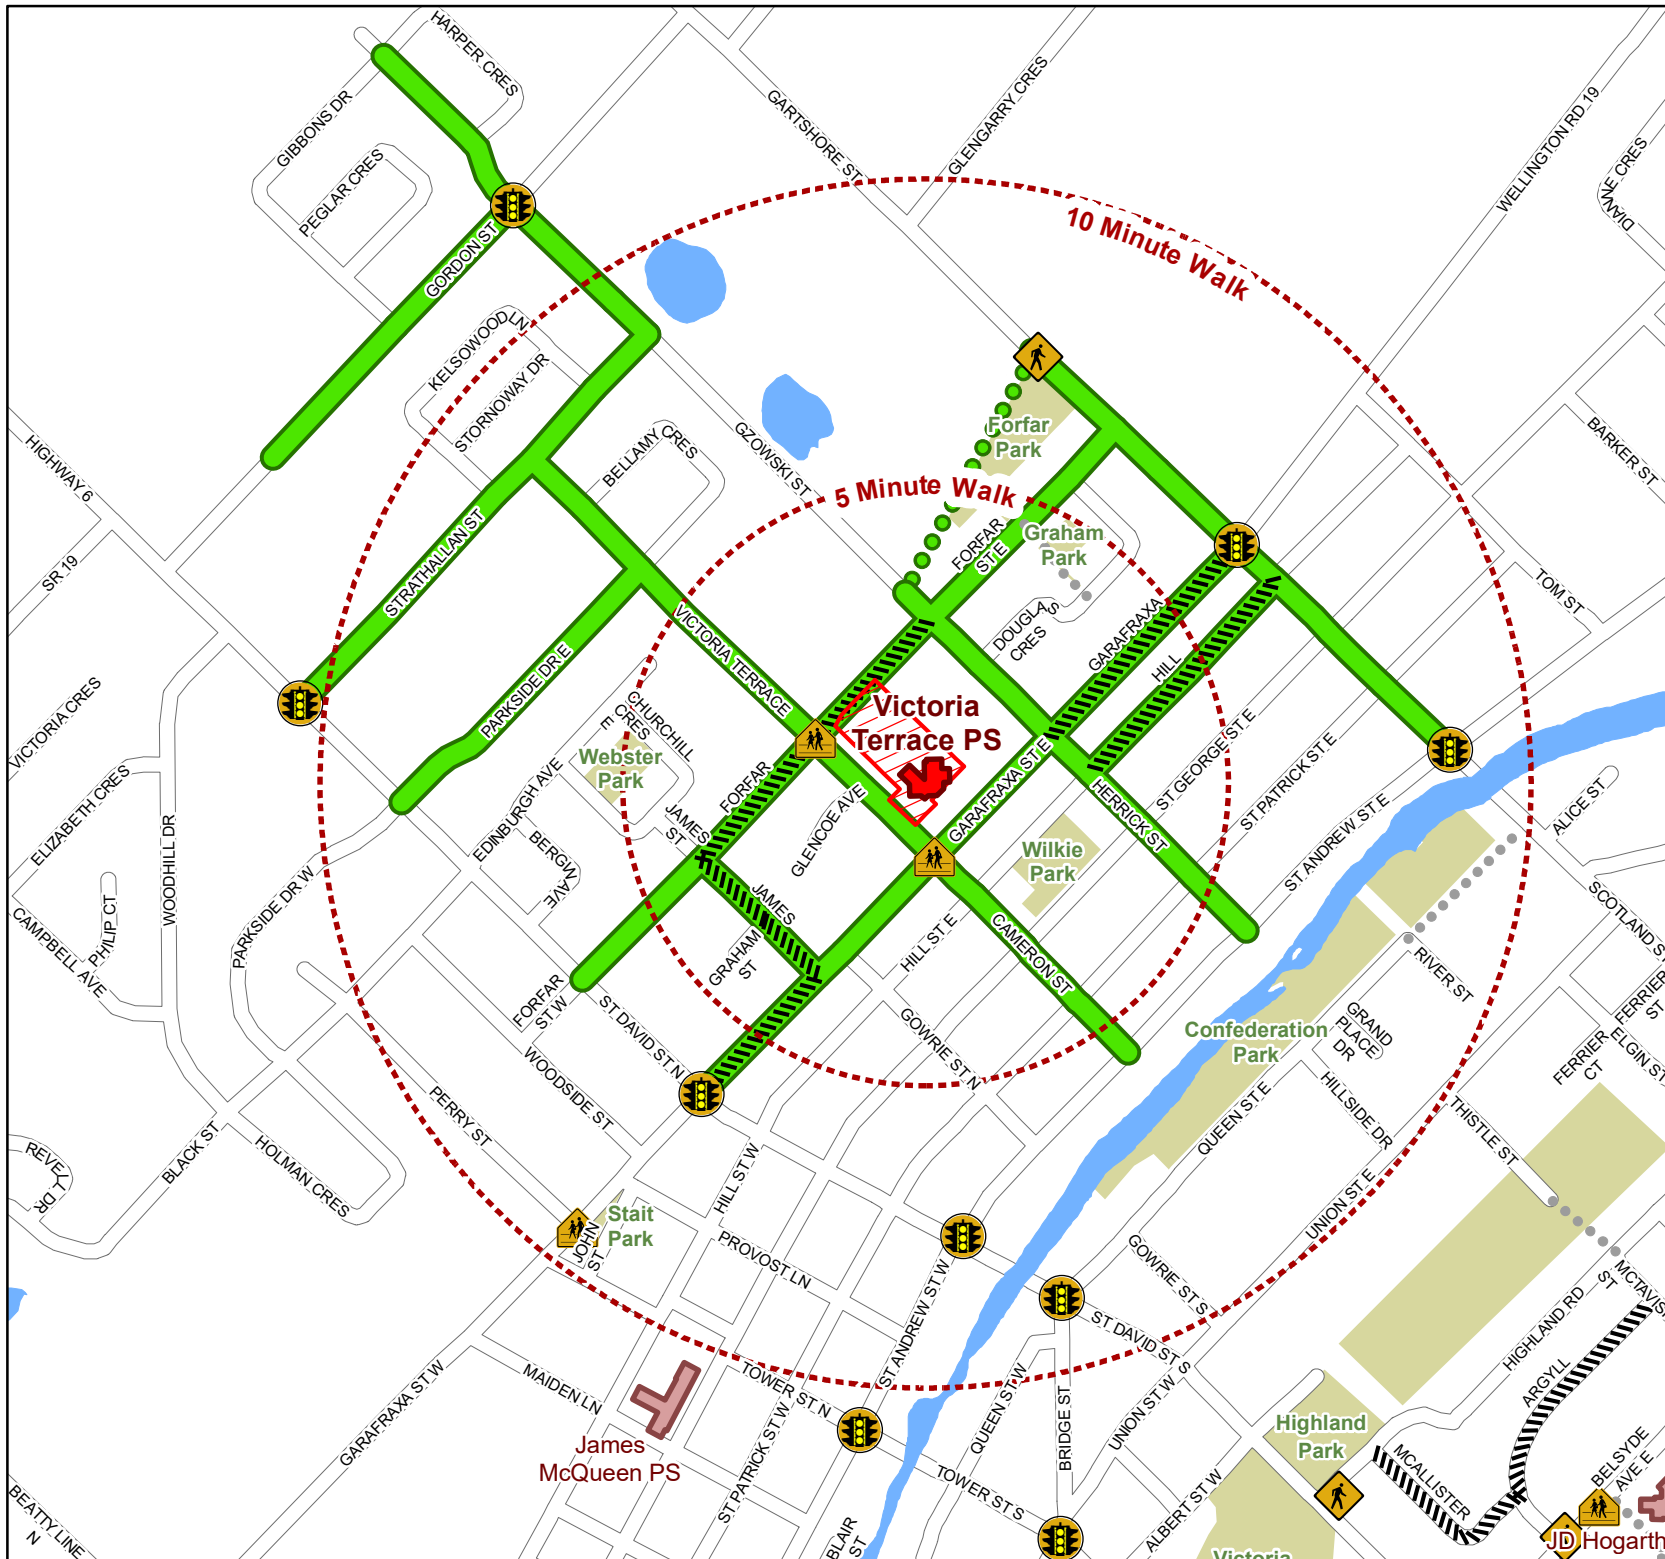 HARPER CRES
GIBBONS DR
PEGLAR CRES
GORDON ST
GARTSHORE ST
GLENGARRY CRES
WELLINGTON RD 19
DIANNE CRES
10 Minute Walk
KELSOWOOD LN
STORNOWAY DR
BELLAMY CRES
GZOWSKI ST
Forfar
Park
BARKER ST
HIGHWAY 6
SR 19
STRATHALLAN ST
5 Minute Walk
FORFAR
ST E
Graham
Park
DOUGLAS
CRES
GARAFRAXA
HILL
TOM ST
VICTORIA TERRACE
PARKSIDE DR E
CHURCHILL
CRES
E
Victoria
Terrace PS
Webster
Park
FORFAR
JAMES
ST
GLENCOE AVE
GARAFRAXA ST E
HERRICK ST
ST GEORGE ST E
ST PATRICK ST E
ST ANDREW ST E
ALICE ST
VICTORIA CRES
ELIZABETH CRES
WOODHILL DR
EDINBURGH AVE
BERGIN AVE
Wilkie
Park
PHILIP CT
CAMPBELL AVE
PARKSIDE DR W
JAMES
GRAHAM
ST
HILL ST E
CAMERON ST
SCOTLAND ST
RIVER ST
FORFAR
ST W
ST DAVID ST N
WOODSIDE ST
GOWRIE ST N
Confederation
Park
GRAND
PLACE
DR
FERRIER
ST
FERRIER
CT
ELGIN ST
PERRY ST
BLACK ST
HOLMAN CRES
REVELL DR
HILL ST W
QUEEN ST E
HILLSIDE DR
THISTLE ST
UNION ST E
Stait
Park
JOHN
ST
PROVOST LN
GOWRIE ST S
ST DAVID ST S
MCTAVISH
ST
HIGHLAND RD
ARGYLL
ST ANDREW ST W
GARAFRAXA ST W
MAIDEN LN
TOWER ST N
James
McQueen PS
ST PATRICK ST W
QUEEN ST W
BRIDGE ST
UNION ST W
Highland
Park
MCALLISTER
BELSYDE
AVE E
TOWER ST S
ALBERT ST W
BLAIR
ST
BEATTY LINE
N
JD Hogarth
Victoria